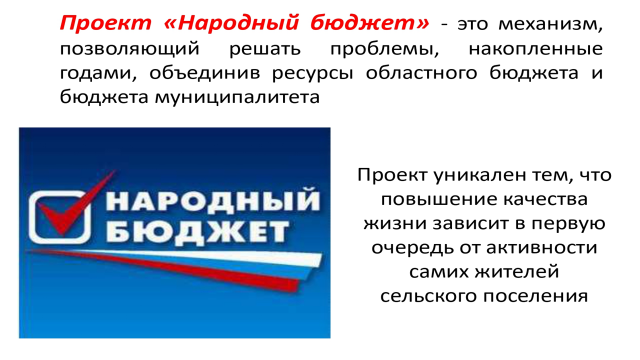 Проект «Народный бюджет» - это механизм,
позволяющий решать проблемы, накопленные
годами, объединив ресурсы областного бюджета и
бюджета муниципалитета
НАРОДНЫЙ
БЮДЖЕТ
Проект уникален тем, что
повышение качества
жизни зависит в первую
очередь от активности
самих жителей
сельского поселения